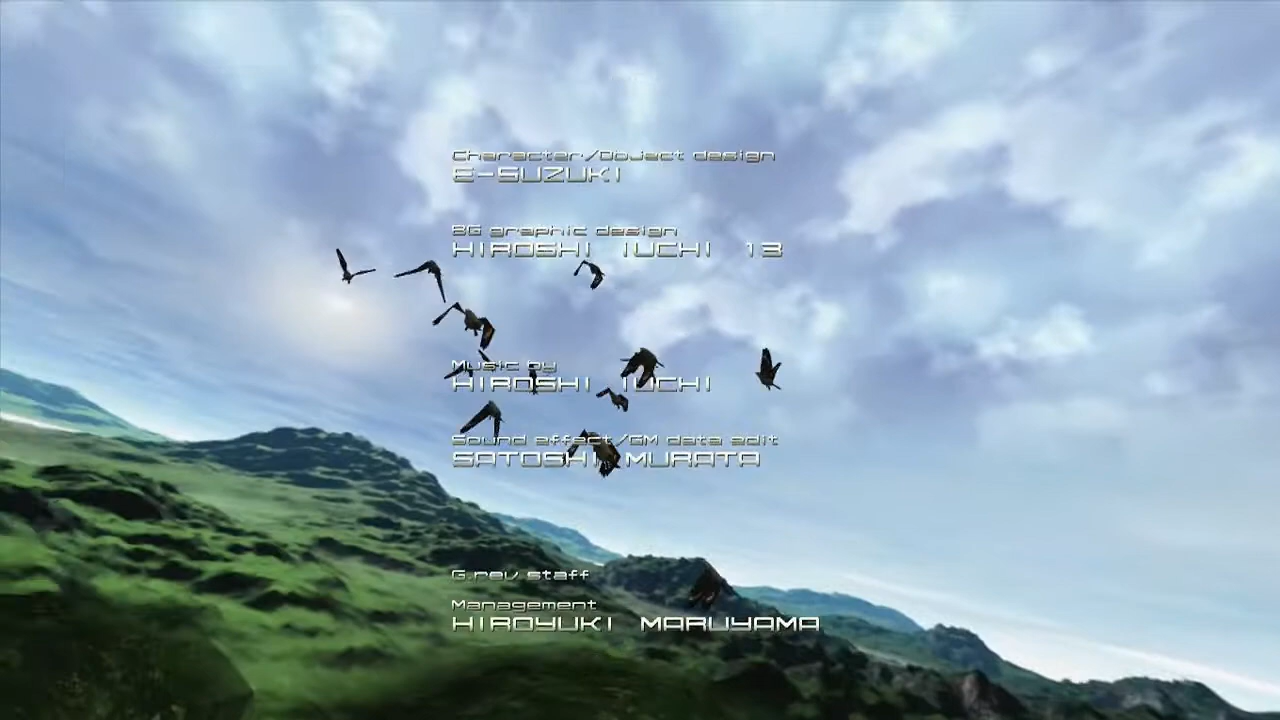 Character/Object design
E-SUZUKI
BG graphic design
HIROSHI IUCHI 13
Music by
HIROSHI IUCHI
Sound effect/GM data edit
SATOSHI MURATA
G.rev staff
Management
HIROYUKI MARUYAMA